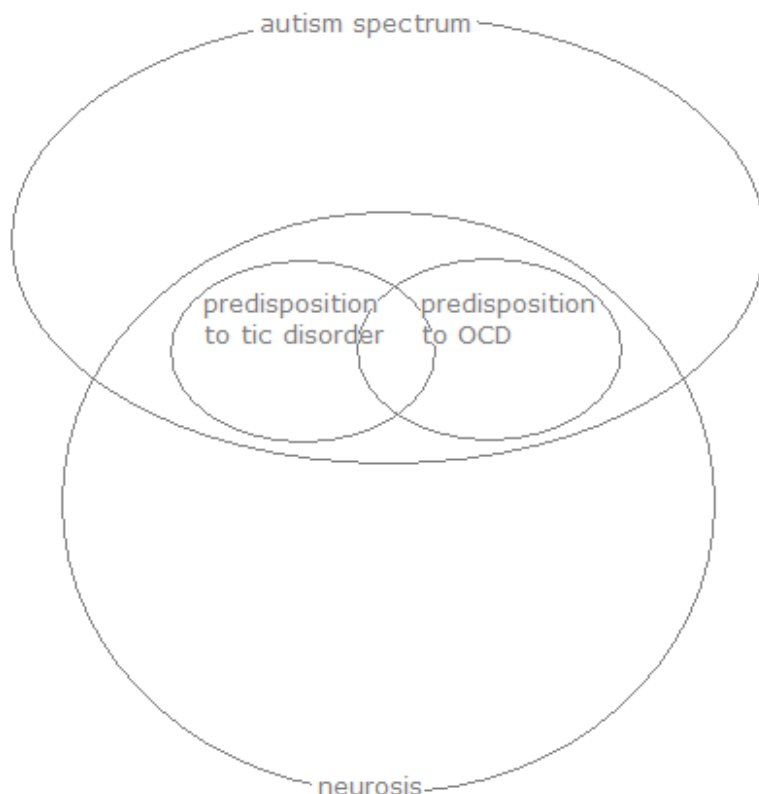 autism spectrum
predisposition
to tic disorder
predisposition
to OCD
neurosis